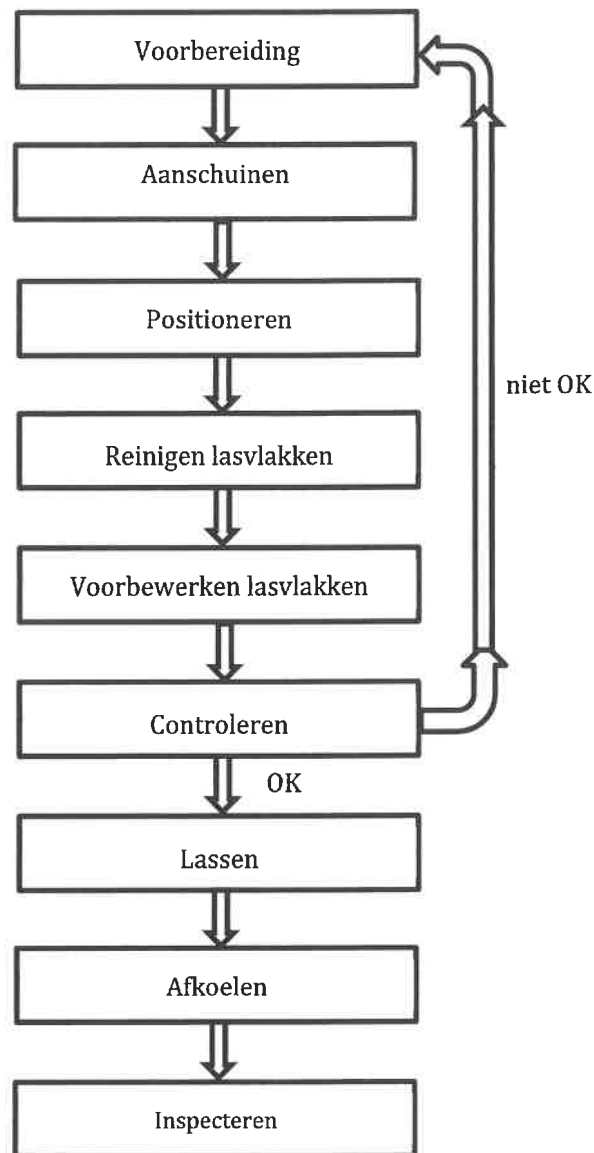 Voorbereiding
Aanschuinen
Positioneren
niet OK
Reinigen lasvlakken
Voorbewerken lasvlakken
Controleren
OK
Lassen
Afkoelen
Inspecteren